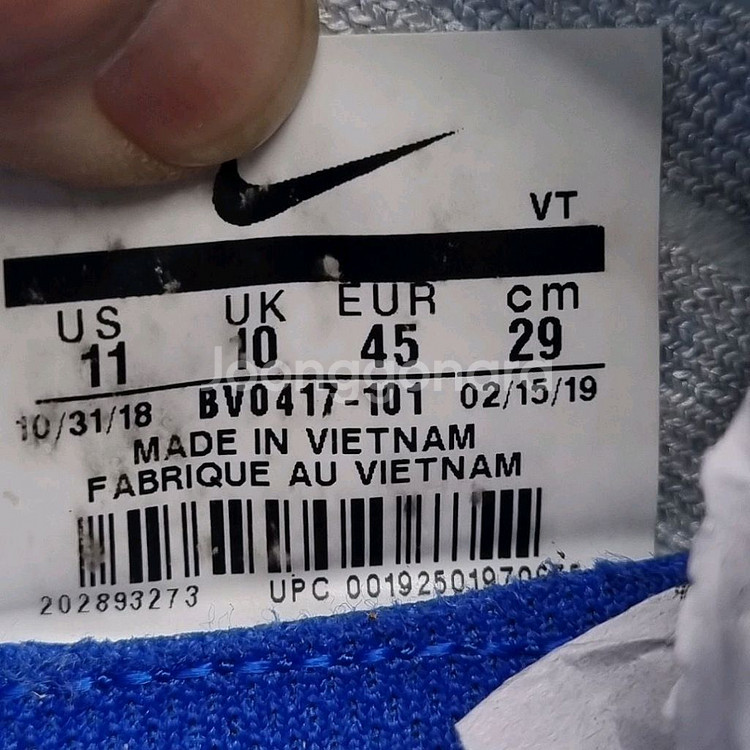 VT
US UK EUR cm
11 10 45 29
10/31/18 BV0417-101 02/15/19
Joonggonara
MADE IN VIETNAM
FABRIQUE AU VIETNAM
202893273 UPC